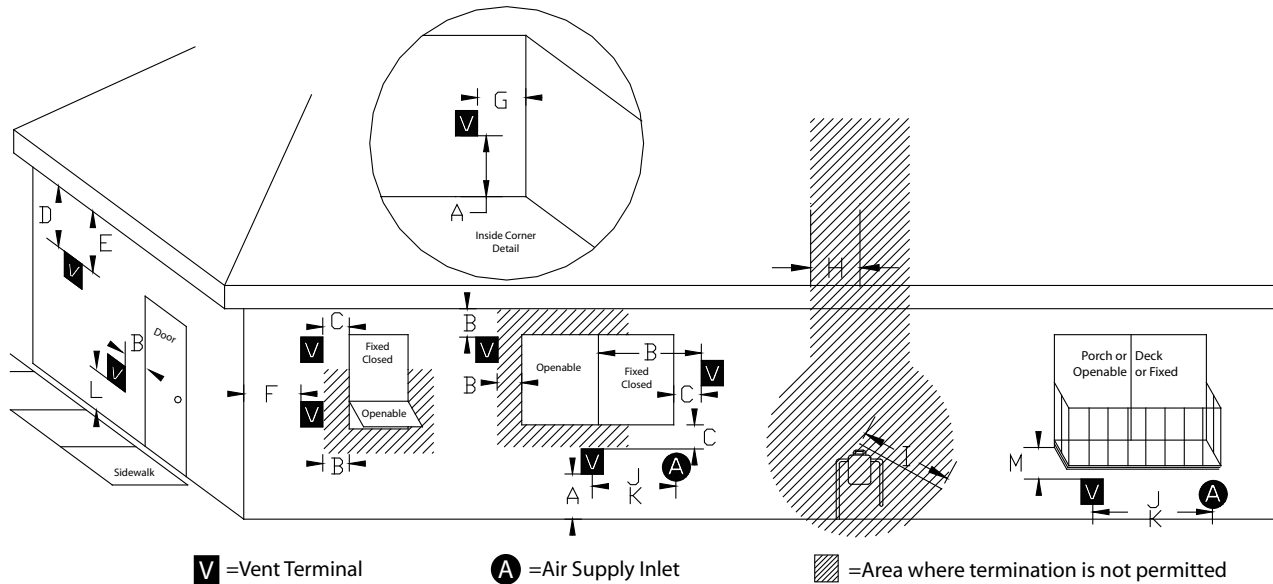 G
V
A
Inside Corner
Detail
D
E
V
H
C
B
V
Fixed
Closed
V
Openable
Fixed
Closed
B
V
Porch or
Openable
Deck
or Fixed
Door
B
V
L
F
V
Openable
B
C
B
C
I
M
Sidewalk
B
A
V
A
J
K
V
A
J
K
V =Vent Terminal
A =Air Supply Inlet
=Area where termination is not permitted